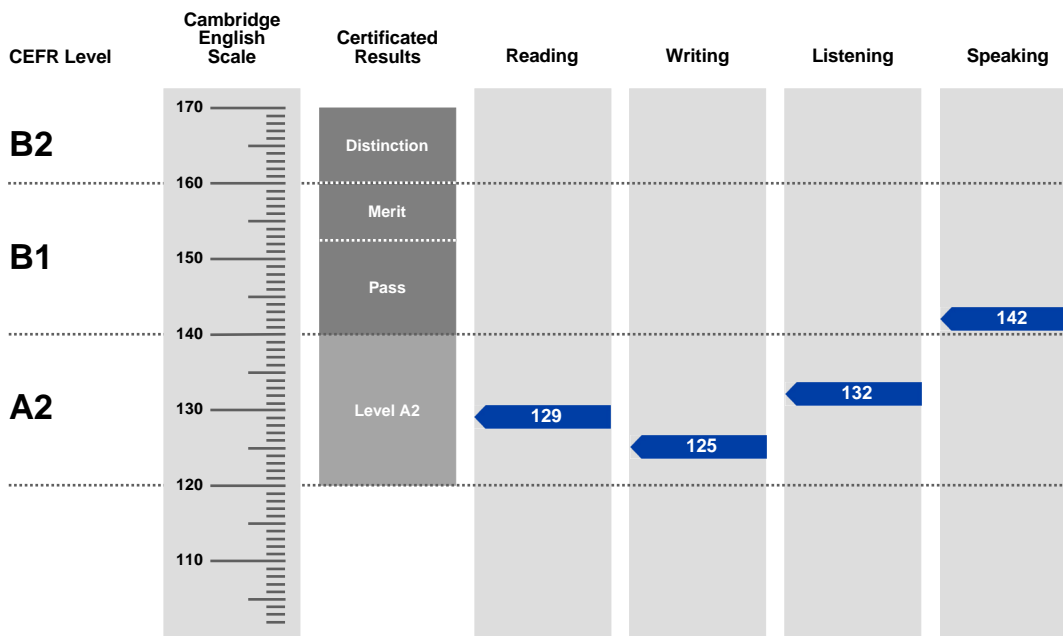 CEFR Level
Cambridge
English
Scale
Certificated
Results
Reading
Writing
Listening
Speaking
170
B2
Distinction
160
Merit
B1
150
Pass
142
140
132
A2
130
Level A2
129
125
120
110